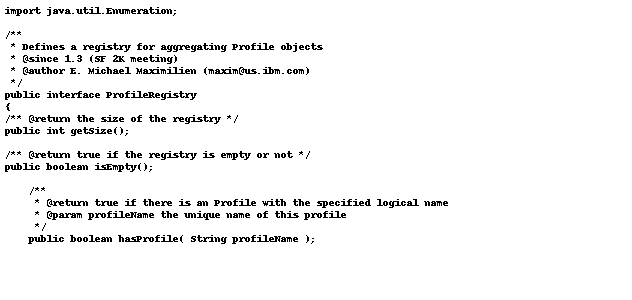 import java.util.Enumeration;
/**
 * Defines a registry for aggregating Profile objects
 * @since 1.3 (SF 2K meeting)
 * @author E. Michael Maximilien (maxim@us.ibm.com)
 */
public interface ProfileRegistry
{
/** @return the size of the registry */
public int getSize();
/** @return true if the registry is empty or not */
public boolean isEmpty();
    /**
     * @return true if there is an Profile with the specified logical name
     * @param profileName the unique name of this profile
     */
    public boolean hasProfile( String profileName );